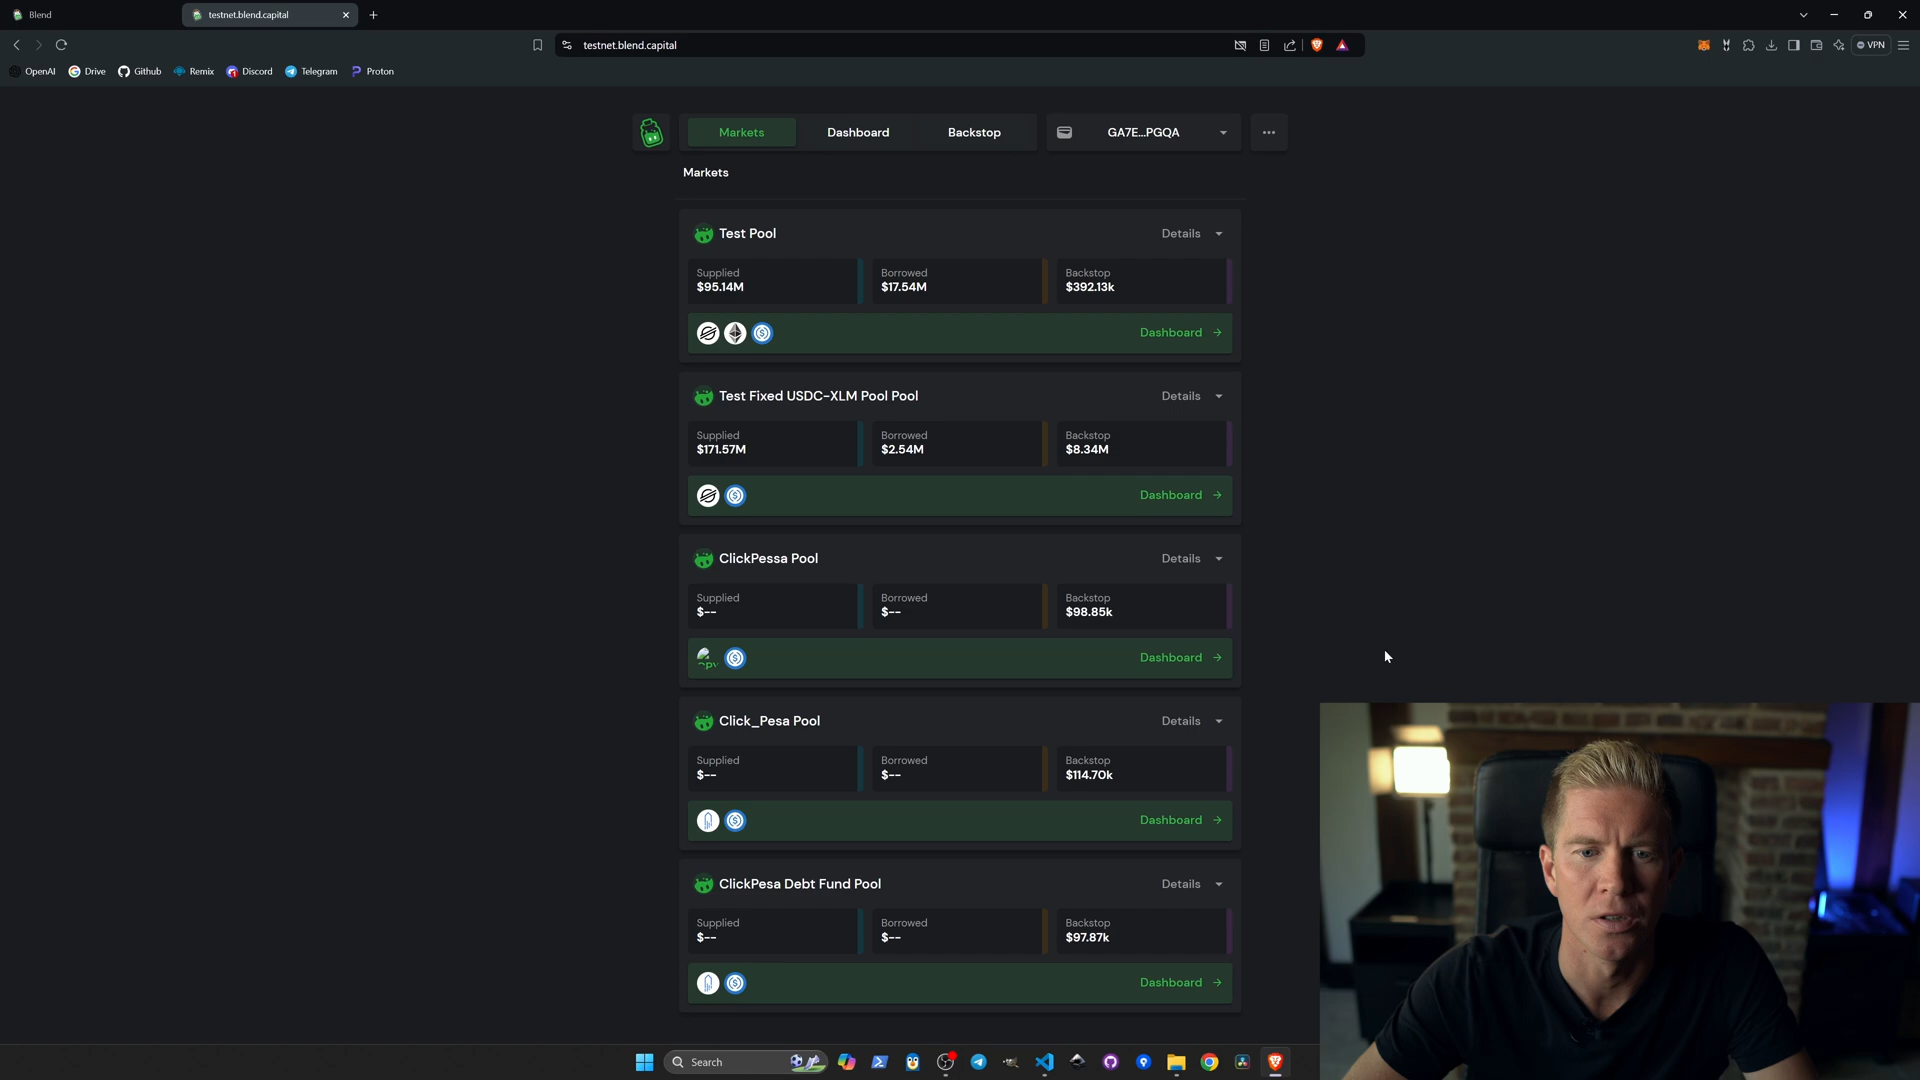 Blend
testnet.blend.capital
testnet.blend.capital
VPN
OpenAI
Drive
Github
Remix
Discord
Telegram
Proton
Markets
Dashboard
Backstop
GA7E...PGQA
Markets
Test Pool
Details
Supplied
$95.14M
Borrowed
$17.54M
Backstop
$392.13k
Dashboard
Test Fixed USDC-XLM Pool Pool
Details
Supplied
$171.57M
Borrowed
$2.54M
Backstop
$8.34M
Dashboard
ClickPessa Pool
Details
Supplied
$--
Borrowed
$--
Backstop
$98.85k
Dashboard
Click_Pesa Pool
Details
Supplied
$--
Borrowed
$--
Backstop
$114.70k
Dashboard
ClickPesa Debt Fund Pool
Details
Supplied
$--
Borrowed
$--
Backstop
$97.87k
Dashboard
Search